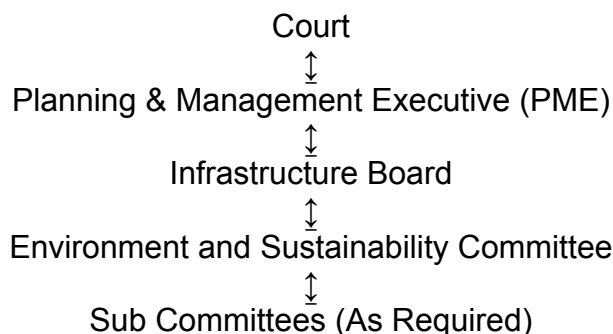 Court
↨
Planning & Management Executive (PME)
↨
Infrastructure Board
↨
Environment and Sustainability Committee
↨
Sub Committees (As Required)